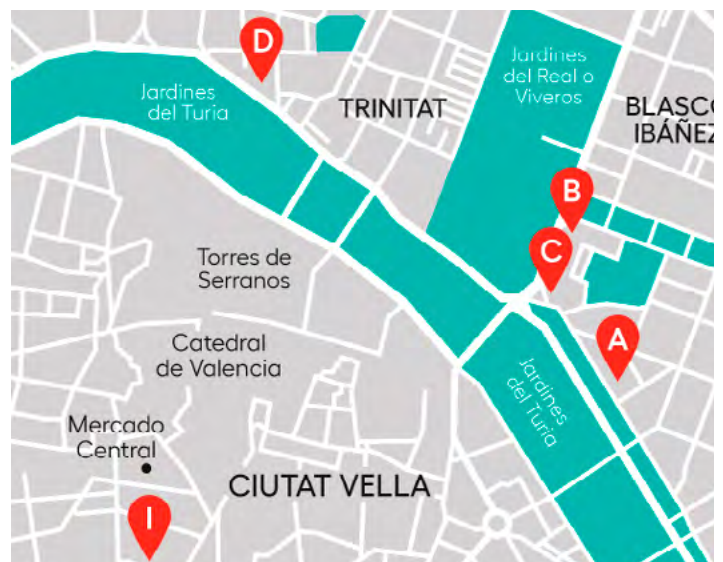 D
Jardines
del Real o
Viveros
Jardines
del Turia
TRINITAT
BLASCO
IBÁÑEZ
B
C
Torres de
Serranos
A
Catedral
de Valencia
Jardines
del Turia
Mercado
Central
CIUTAT VELLA
I